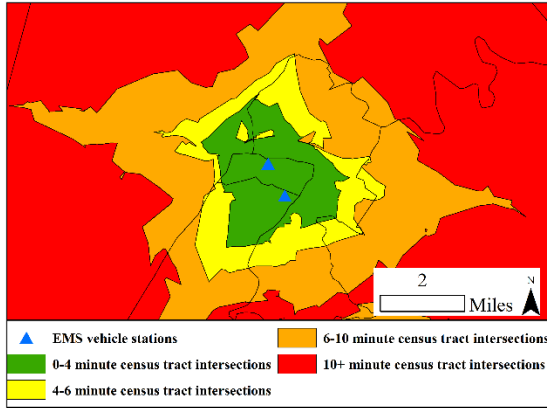 2
Miles
N
EMS vehicle stations
0-4 minute census tract intersections
4-6 minute census tract intersections
6-10 minute census tract intersections
10+ minute census tract intersections